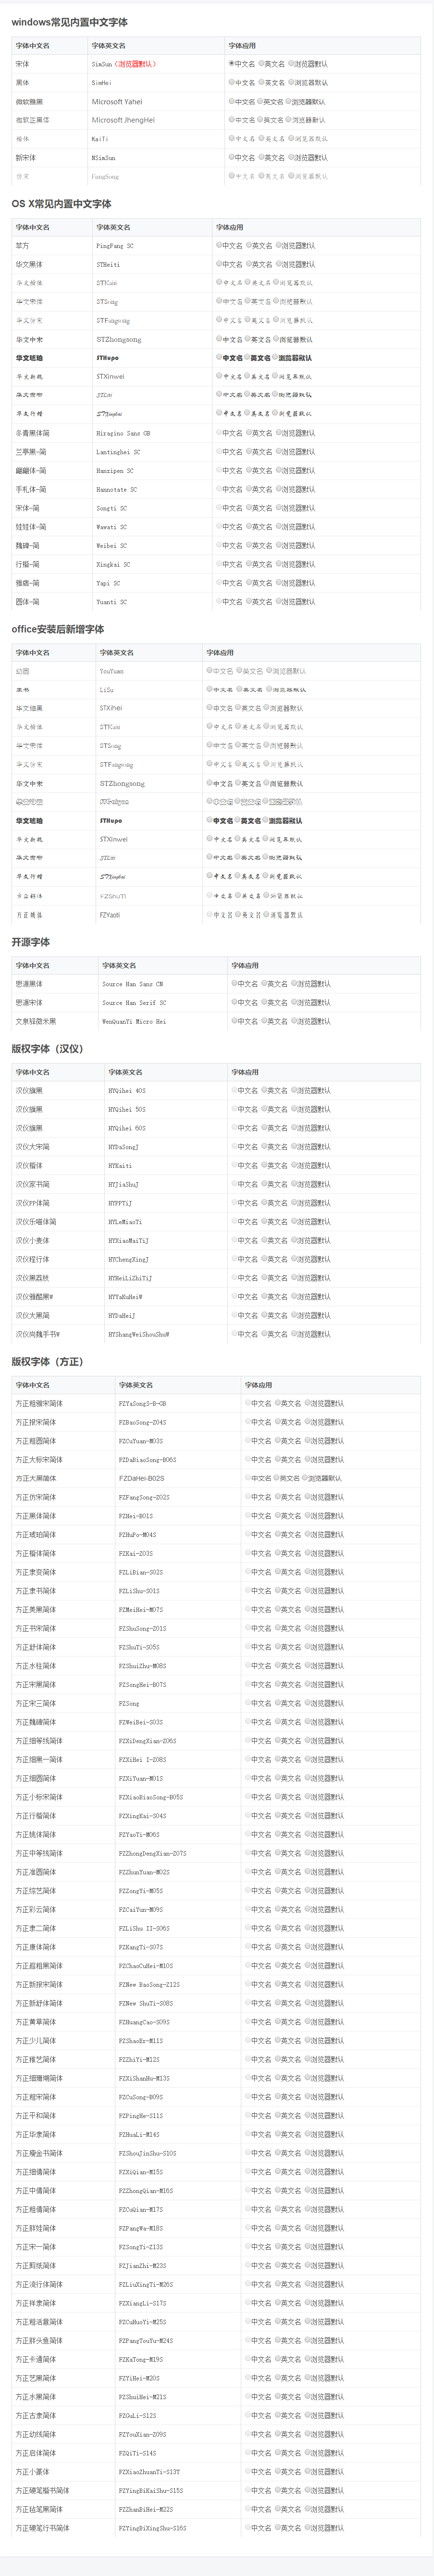 windows常见内置中文字体
字体中文名 字体英文名 字体应用
宋体 SimSun（浏览器默认） 中文名 英文名 浏览器默认
黑体 SimHei 中文名 英文名 浏览器默认
微软雅黑 Microsoft Yahei 中文名 英文名 浏览器默认
微软正黑体 Microsoft JhengHei 中文名 英文名 浏览器默认
楷体 KaiTi 中文名 英文名 浏览器默认
新宋体 NSimSun 中文名 英文名 浏览器默认
仿宋 FangSong 中文名 英文名 浏览器默认
OS X常见内置中文字体
字体中文名 字体英文名 字体应用
苹方 PingFang SC 中文名 英文名 浏览器默认
华文黑体 STHeiti 中文名 英文名 浏览器默认
华文楷体 STKaiti 中文名 英文名 浏览器默认
华文宋体 STSong 中文名 英文名 浏览器默认
华文仿宋 STFangsong 中文名 英文名 浏览器默认
华文中宋 STZhongsong 中文名 英文名 浏览器默认
华文琥珀 STHupo 中文名 英文名 浏览器默认
华文新魏 STXinwei 中文名 英文名 浏览器默认
华文隶书 STLiti 中文名 英文名 浏览器默认
华文行楷 STXingkai 中文名 英文名 浏览器默认
冬青黑体简 Hiragino Sans GB 中文名 英文名 浏览器默认
兰亭黑-简 Lantinghei SC 中文名 英文名 浏览器默认
翩翩体-简 Hanzipen SC 中文名 英文名 浏览器默认
手札体-简 Hannotate SC 中文名 英文名 浏览器默认
宋体-简 Songti SC 中文名 英文名 浏览器默认
娃娃体-简 Wawati SC 中文名 英文名 浏览器默认
魏碑-简 Weibei SC 中文名 英文名 浏览器默认
行楷-简 Xingkai SC 中文名 英文名 浏览器默认
雅痞-简 Yapi SC 中文名 英文名 浏览器默认
圆体-简 Yuanti SC 中文名 英文名 浏览器默认
office安装后新增字体
字体中文名 字体英文名 字体应用
幼圆 YouYuan 中文名 英文名 浏览器默认
隶书 LiSu 中文名 英文名 浏览器默认
华文细黑 STXihei 中文名 英文名 浏览器默认
华文楷体 STKaiti 中文名 英文名 浏览器默认
华文宋体 STSong 中文名 英文名 浏览器默认
华文仿宋 STFangsong 中文名 英文名 浏览器默认
华文中宋 STZhongsong 中文名 英文名 浏览器默认
华文彩云 STCaiyun 中文名 英文名 浏览器默认
华文琥珀 STHupo 中文名 英文名 浏览器默认
华文新魏 STXinwei 中文名 英文名 浏览器默认
华文隶书 STLiti 中文名 英文名 浏览器默认
华文行楷 STXingkai 中文名 英文名 浏览器默认
方正舒体 FZShuTi 中文名 英文名 浏览器默认
方正姚体 FZYaoti 中文名 英文名 浏览器默认
开源字体
字体中文名 字体英文名 字体应用
思源黑体 Source Han Sans CN 中文名 英文名 浏览器默认
思源宋体 Source Han Serif SC 中文名 英文名 浏览器默认
文泉驿微米黑 WenQuanYi Micro Hei 中文名 英文名 浏览器默认
版权字体（汉仪）
字体中文名 字体英文名 字体应用
汉仪旗黑 HYQihei 40S 中文名 英文名 浏览器默认
汉仪旗黑 HYQihei 50S 中文名 英文名 浏览器默认
汉仪旗黑 HYQihei 60S 中文名 英文名 浏览器默认
汉仪大宋简 HYDaSongJ 中文名 英文名 浏览器默认
汉仪楷体 HYKaiti 中文名 英文名 浏览器默认
汉仪家书简 HYJiaShuJ 中文名 英文名 浏览器默认
汉仪PP体简 HYPPTiJ 中文名 英文名 浏览器默认
汉仪乐喵体简 HYLeMiaoTi 中文名 英文名 浏览器默认
汉仪小麦体 HYXiaoMaiTiJ 中文名 英文名 浏览器默认
汉仪程行体 HYChengXingJ 中文名 英文名 浏览器默认
汉仪黑荔枝 HYHeiLiZhiTiJ 中文名 英文名 浏览器默认
汉仪雅酷黑W HYYaKuHeiW 中文名 英文名 浏览器默认
汉仪大黑简 HYDaHeiJ 中文名 英文名 浏览器默认
汉仪尚魏手书W HYShangWeiShouShuW 中文名 英文名 浏览器默认
版权字体（方正）
字体中文名 字体英文名 字体应用
方正粗雅宋简体 FZYaSongS-B-GB 中文名 英文名 浏览器默认
方正报宋简体 FZBaoSong-Z04S 中文名 英文名 浏览器默认
方正粗圆简体 FZCuYuan-M03S 中文名 英文名 浏览器默认
方正大标宋简体 FZDaBiaoSong-B06S 中文名 英文名 浏览器默认
方正大黑简体 FZDaHei-B02S 中文名 英文名 浏览器默认
方正仿宋简体 FZFangSong-Z02S 中文名 英文名 浏览器默认
方正黑体简体 FZHei-B01S 中文名 英文名 浏览器默认
方正琥珀简体 FZHuPo-M04S 中文名 英文名 浏览器默认
方正楷体简体 FZKai-Z03S 中文名 英文名 浏览器默认
方正隶变简体 FZLiBian-S02S 中文名 英文名 浏览器默认
方正隶书简体 FZLiShu-S01S 中文名 英文名 浏览器默认
方正美黑简体 FZMeiHei-M07S 中文名 英文名 浏览器默认
方正书宋简体 FZShuSong-Z01S 中文名 英文名 浏览器默认
方正舒体简体 FZShuTi-S05S 中文名 英文名 浏览器默认
方正水柱简体 FZShuiZhu-M08S 中文名 英文名 浏览器默认
方正宋黑简体 FZSongHei-B07S 中文名 英文名 浏览器默认
方正宋三简体 FZSong 中文名 英文名 浏览器默认
方正魏碑简体 FZWeiBei-S03S 中文名 英文名 浏览器默认
方正细等线简体 FZXiDengXian-Z06S 中文名 英文名 浏览器默认
方正细黑一简体 FZXiHei I-Z08S 中文名 英文名 浏览器默认
方正细圆简体 FZXiYuan-M01S 中文名 英文名 浏览器默认
方正小标宋简体 FZXiaoBiaoSong-B05S 中文名 英文名 浏览器默认
方正行楷简体 FZXingKai-S04S 中文名 英文名 浏览器默认
方正姚体简体 FZYaoTi-M06S 中文名 英文名 浏览器默认
方正中等线简体 FZZhongDengXian-Z07S 中文名 英文名 浏览器默认
方正准圆简体 FZZhunYuan-M02S 中文名 英文名 浏览器默认
方正综艺简体 FZZongYi-M05S 中文名 英文名 浏览器默认
方正彩云简体 FZCaiYun-M09S 中文名 英文名 浏览器默认
方正隶二简体 FZLiShu II-S06S 中文名 英文名 浏览器默认
方正康体简体 FZKangTi-S07S 中文名 英文名 浏览器默认
方正超粗黑简体 FZChaoCuHei-M10S 中文名 英文名 浏览器默认
方正新报宋简体 FZNew BaoSong-Z12S 中文名 英文名 浏览器默认
方正新舒体简体 FZNew ShuTi-S08S 中文名 英文名 浏览器默认
方正黄草简体 FZHuangCao-S09S 中文名 英文名 浏览器默认
方正少儿简体 FZShaoEr-M11S 中文名 英文名 浏览器默认
方正稚艺简体 FZZhiYi-M12S 中文名 英文名 浏览器默认
方正细珊瑚简体 FZXiShanHu-M13S 中文名 英文名 浏览器默认
方正粗宋简体 FZCuSong-B09S 中文名 英文名 浏览器默认
方正平和简体 FZPingHe-S11S 中文名 英文名 浏览器默认
方正华隶简体 FZHuaLi-M14S 中文名 英文名 浏览器默认
方正瘦金书简体 FZShouJinShu-S10S 中文名 英文名 浏览器默认
方正细倩简体 FZXiQian-M15S 中文名 英文名 浏览器默认
方正中倩简体 FZZhongQian-M16S 中文名 英文名 浏览器默认
方正粗倩简体 FZCuQian-M17S 中文名 英文名 浏览器默认
方正胖娃简体 FZPangWa-M18S 中文名 英文名 浏览器默认
方正宋一简体 FZSongYi-Z13S 中文名 英文名 浏览器默认
方正剪纸简体 FZJianZhi-M23S 中文名 英文名 浏览器默认
方正流行体简体 FZLiuXingTi-M26S 中文名 英文名 浏览器默认
方正祥隶简体 FZXiangLi-S17S 中文名 英文名 浏览器默认
方正粗活意简体 FZCuHuoYi-M25S 中文名 英文名 浏览器默认
方正胖头鱼简体 FZPangTouYu-M24S 中文名 英文名 浏览器默认
方正卡通简体 FZKaTong-M19S 中文名 英文名 浏览器默认
方正艺黑简体 FZYiHei-M20S 中文名 英文名 浏览器默认
方正水黑简体 FZShuiHei-M21S 中文名 英文名 浏览器默认
方正古隶简体 FZGuLi-S12S 中文名 英文名 浏览器默认
方正幼线简体 FZYouXian-Z09S 中文名 英文名 浏览器默认
方正启体简体 FZQiTi-S14S 中文名 英文名 浏览器默认
方正小篆体 FZXiaoZhuanTi-S13T 中文名 英文名 浏览器默认
方正硬笔楷书简体 FZYingBiKaiShu-S15S 中文名 英文名 浏览器默认
方正毡笔黑简体 FZZhanBiHei-M22S 中文名 英文名 浏览器默认
方正硬笔行书简体 FZYingBiXingShu-S16S 中文名 英文名 浏览器默认